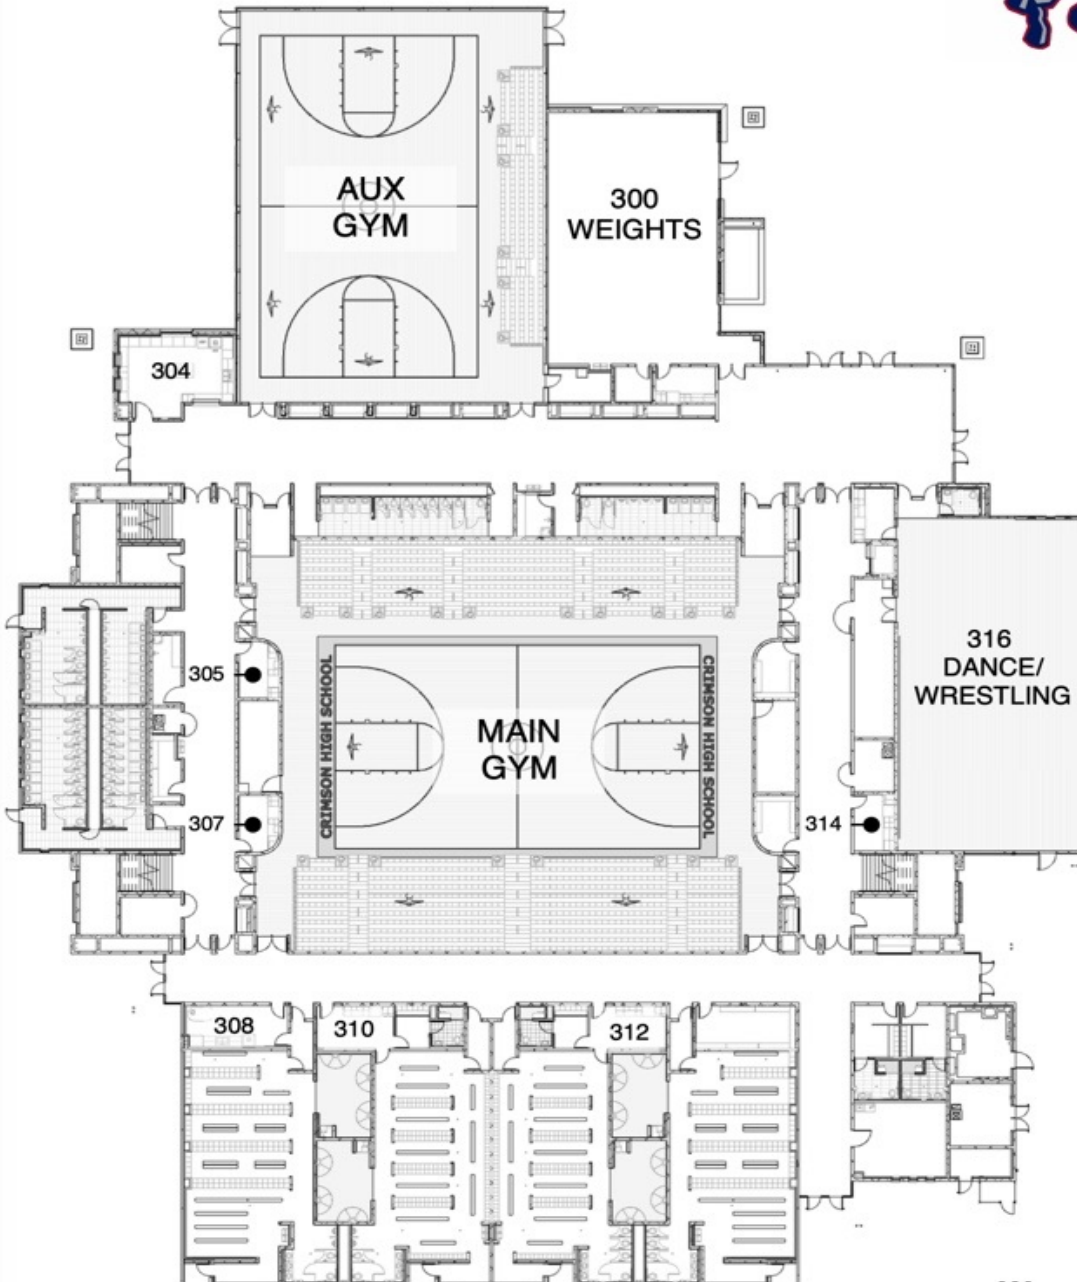 AUX
GYM
300
WEIGHTS
304
316
DANCE/
WRESTLING
305
CRIMSON HIGH SCHOOL
MAIN
GYM
CRIMSON HIGH SCHOOL
307
314
308
310
312